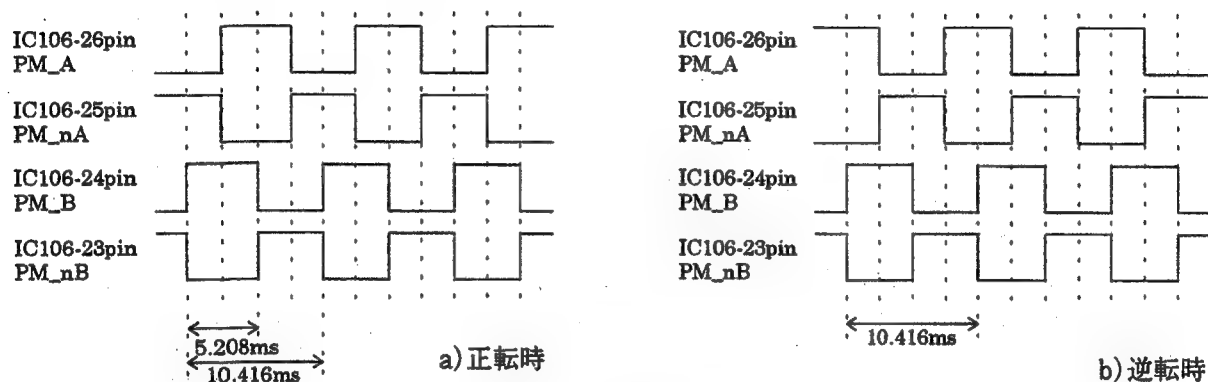 IC106-26pin
PM_A
IC106-25pin
PM_nA
IC106-24pin
PM_B
IC106-23pin
PM_nB
5.208ms
10.416ms
a)正転時
IC106-26pin
PM_A
IC106-25pin
PM_nA
IC106-24pin
PM_B
IC106-23pin
PM_nB
10.416ms
b)逆転時